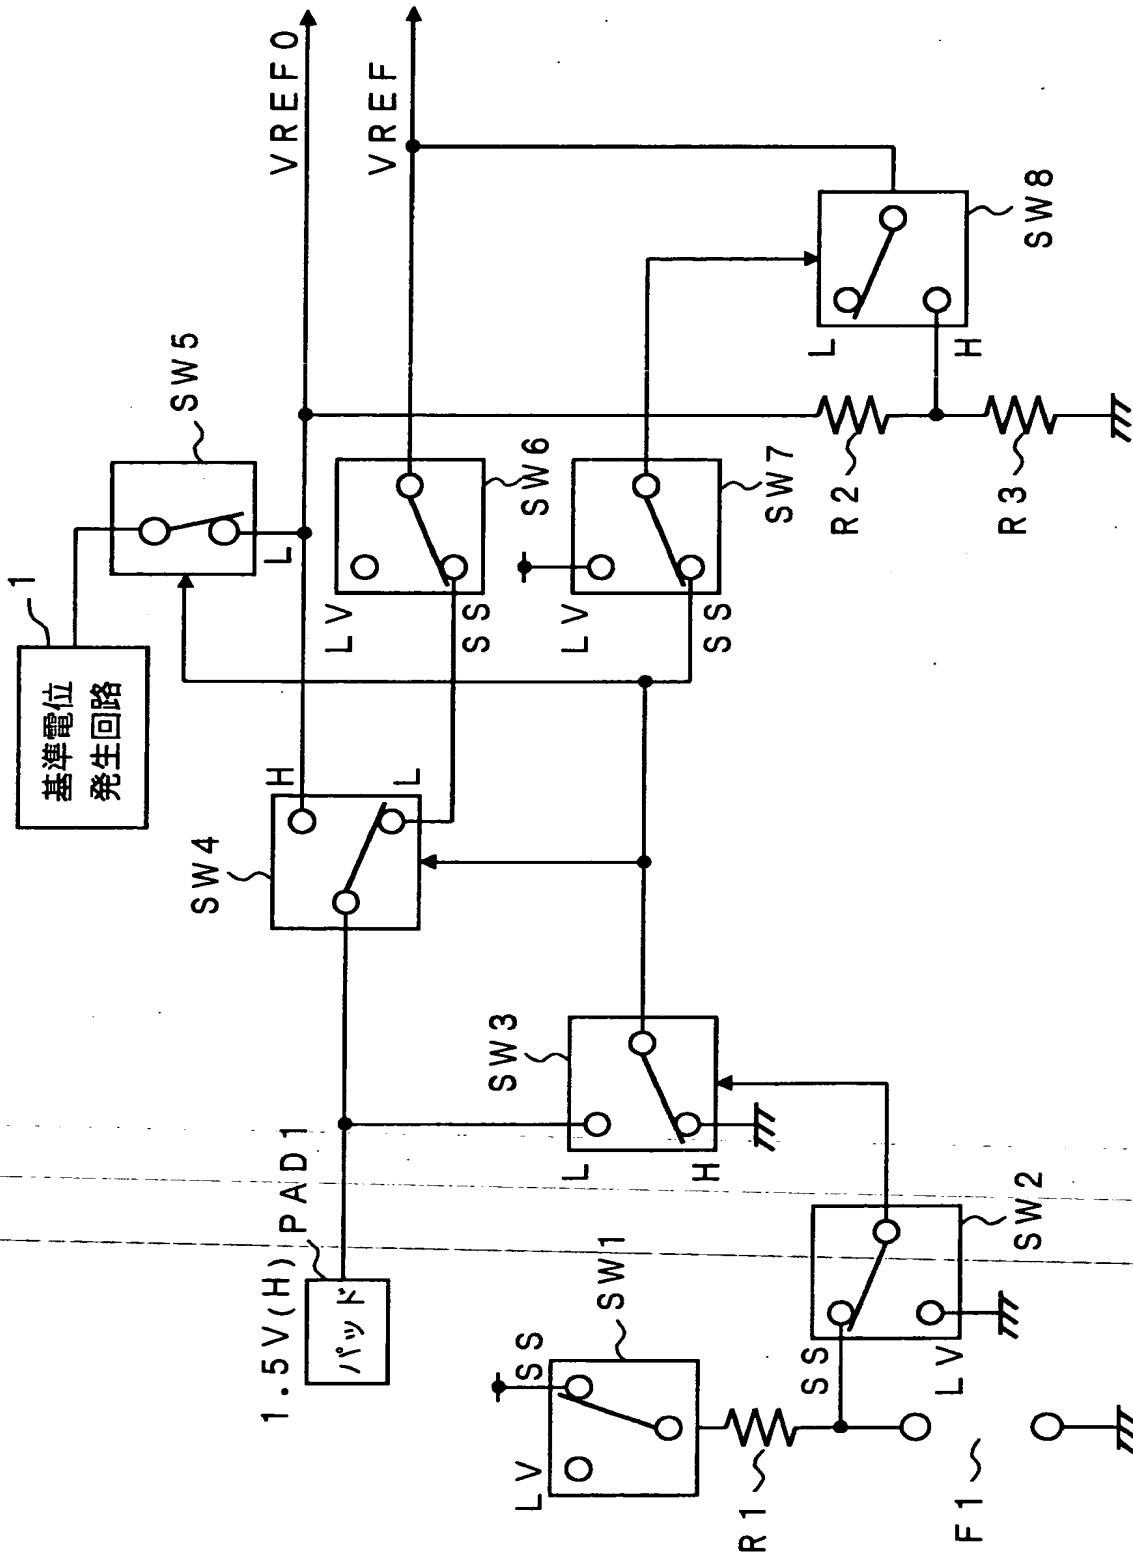 VREF0
VREF
1
基準電位
発生回路
SW5
L
H
L
SW4
LV
SS
SW6
LV
SS
SW7
L
H
SW8
R2
R3
SW3
L
H
1.5V(H)
PAD1
パッド
SW1
SS
LV
SS
LV
SW2
R1
F1